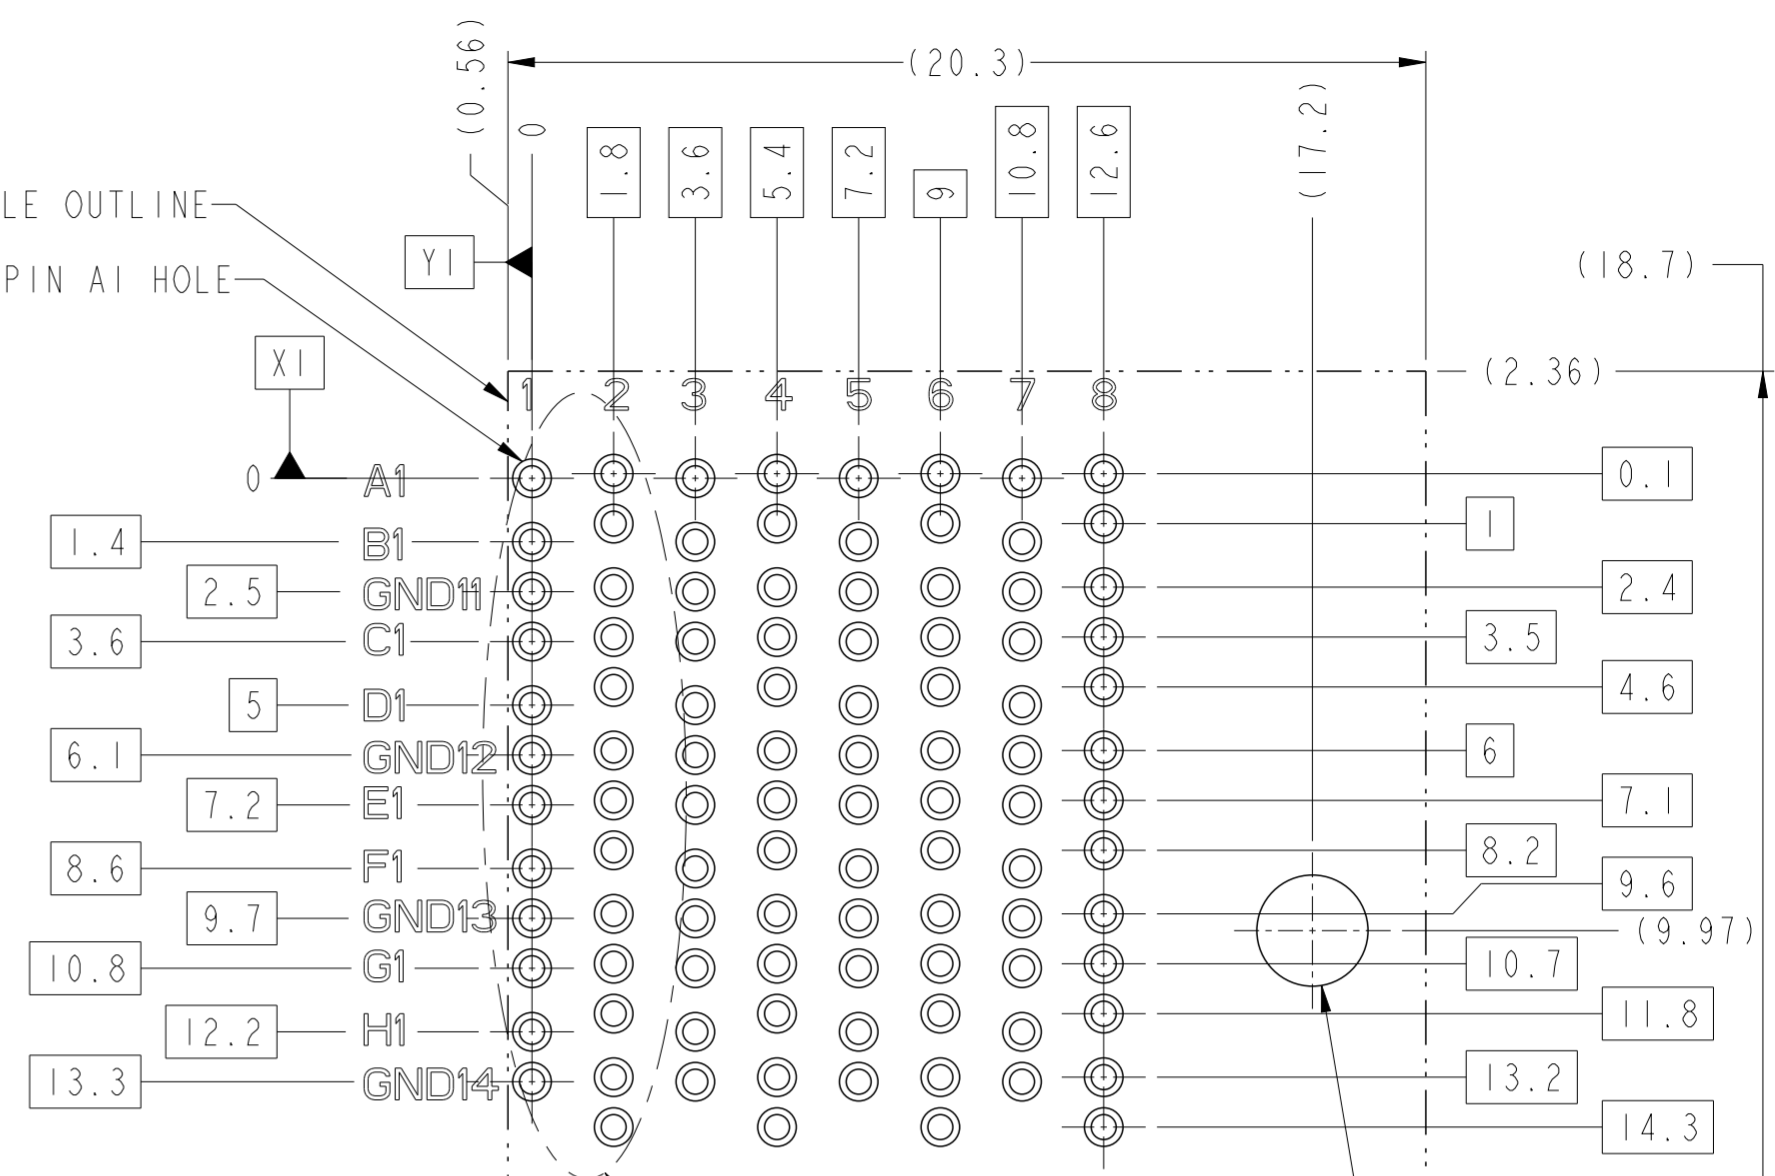 (0.56)
(20.3)
(17.2)
0
1.8
3.6
5.4
7.2
9
10.8
12.6
LE OUTLINE
PIN A1 HOLE
Y1
X1
(18.7)
(2.36)
1 2 3 4 5 6 7 8
0 A1
0.1
1
1.4 B1
2.5 GND11
2.4
3.6 C1
3.5
4.6
5 D1
6.1 GND12
6
7.2 E1
7.1
8.6 F1
8.2
9.6
9.7 GND13
(9.97)
10.8 G1
10.7
11.8
12.2 H1
13.3 GND14
13.2
14.3